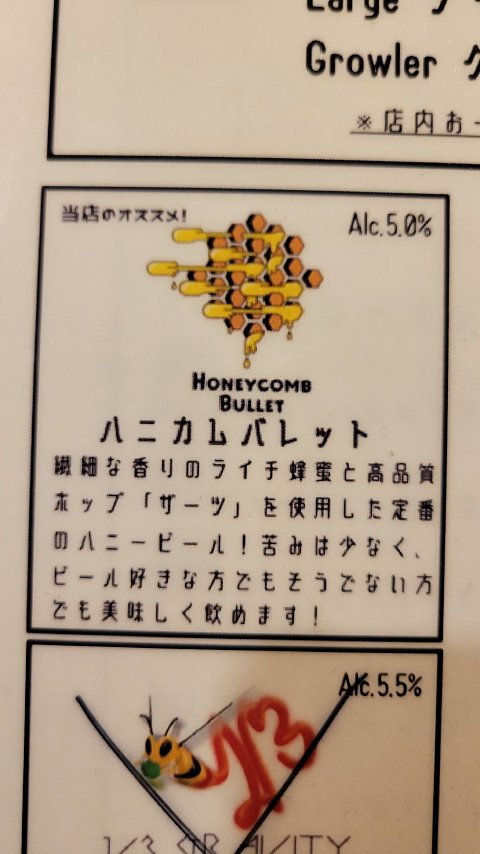 Large
Growler
※店内お
当店のオススメ!
Alc.5.0%
HONEYCOMB
BULLET
ハニカムバレット
繊細な香りのライチ蜂蜜と高品質
ホップ「ザーツ」を使用した定番
のハニービール!苦みは少なく、
ビール好きな方でもそうでない方
でも美味しく飲めます!
Alc.5.5%
1/3